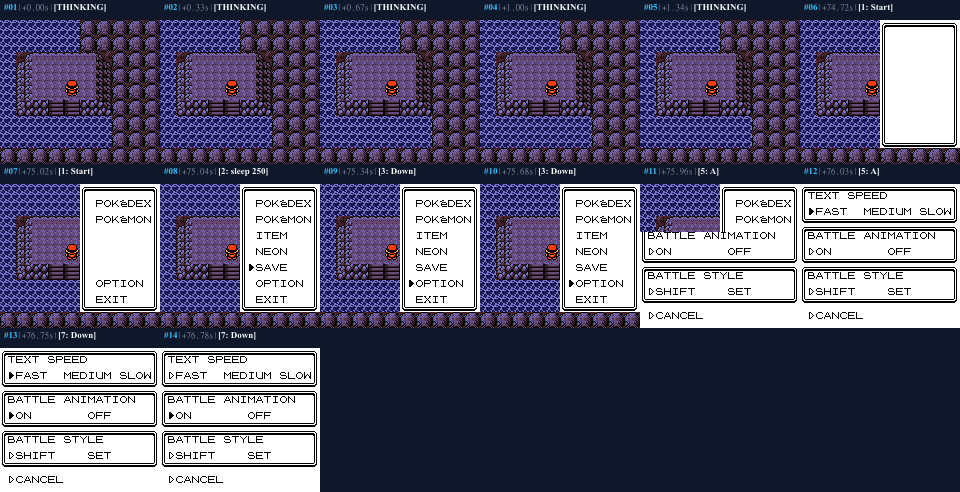 #01|+0.00s|[THINKING]
#02|+0.33s|[THINKING]
#03|+0.67s|[THINKING]
#04|+1.00s|[THINKING]
#05|+1.34s|[THINKING]
#06|+74.72s|[1: Start]
#07|+75.02s|[1: Start]
POKéDEX
POKéMON
OPTION
EXIT
#08|+75.04s|[2: sleep 250]
POKéDEX
POKéMON
ITEM
NEON
▶SAVE
OPTION
EXIT
#09|+75.34s|[3: Down]
POKéDEX
POKéMON
ITEM
NEON
SAVE
▶OPTION
EXIT
#10|+75.68s|[3: Down]
POKéDEX
POKéMON
ITEM
NEON
SAVE
▶OPTION
EXIT
#11|+75.96s|[5: A]
POKéDEX
POKéMON
BATTLE ANIMATION
▷ON OFF
BATTLE STYLE
▷SHIFT SET
▷CANCEL
#12|+76.03s|[5: A]
TEXT SPEED
▶FAST MEDIUM SLOW
BATTLE ANIMATION
▷ON OFF
BATTLE STYLE
▷SHIFT SET
▷CANCEL
#13|+76.75s|[7: Down]
TEXT SPEED
▶FAST MEDIUM SLOW
BATTLE ANIMATION
▶ON OFF
BATTLE STYLE
▷SHIFT SET
▷CANCEL
#14|+76.78s|[7: Down]
TEXT SPEED
▷FAST MEDIUM SLOW
BATTLE ANIMATION
▶ON OFF
BATTLE STYLE
▷SHIFT SET
▷CANCEL